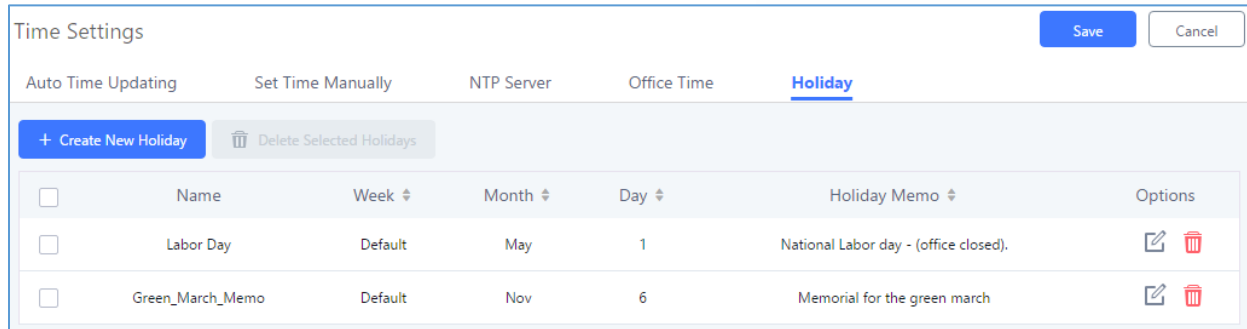 Time Settings Save Cancel
Auto Time Updating Set Time Manually NTP Server Office Time Holiday
+ Create New Holiday Delete Selected Holidays
Name Week Month Day Holiday Memo Options
Labor Day Default May 1 National Labor day - (office closed).
Green_March_Memo Default Nov 6 Memorial for the green march